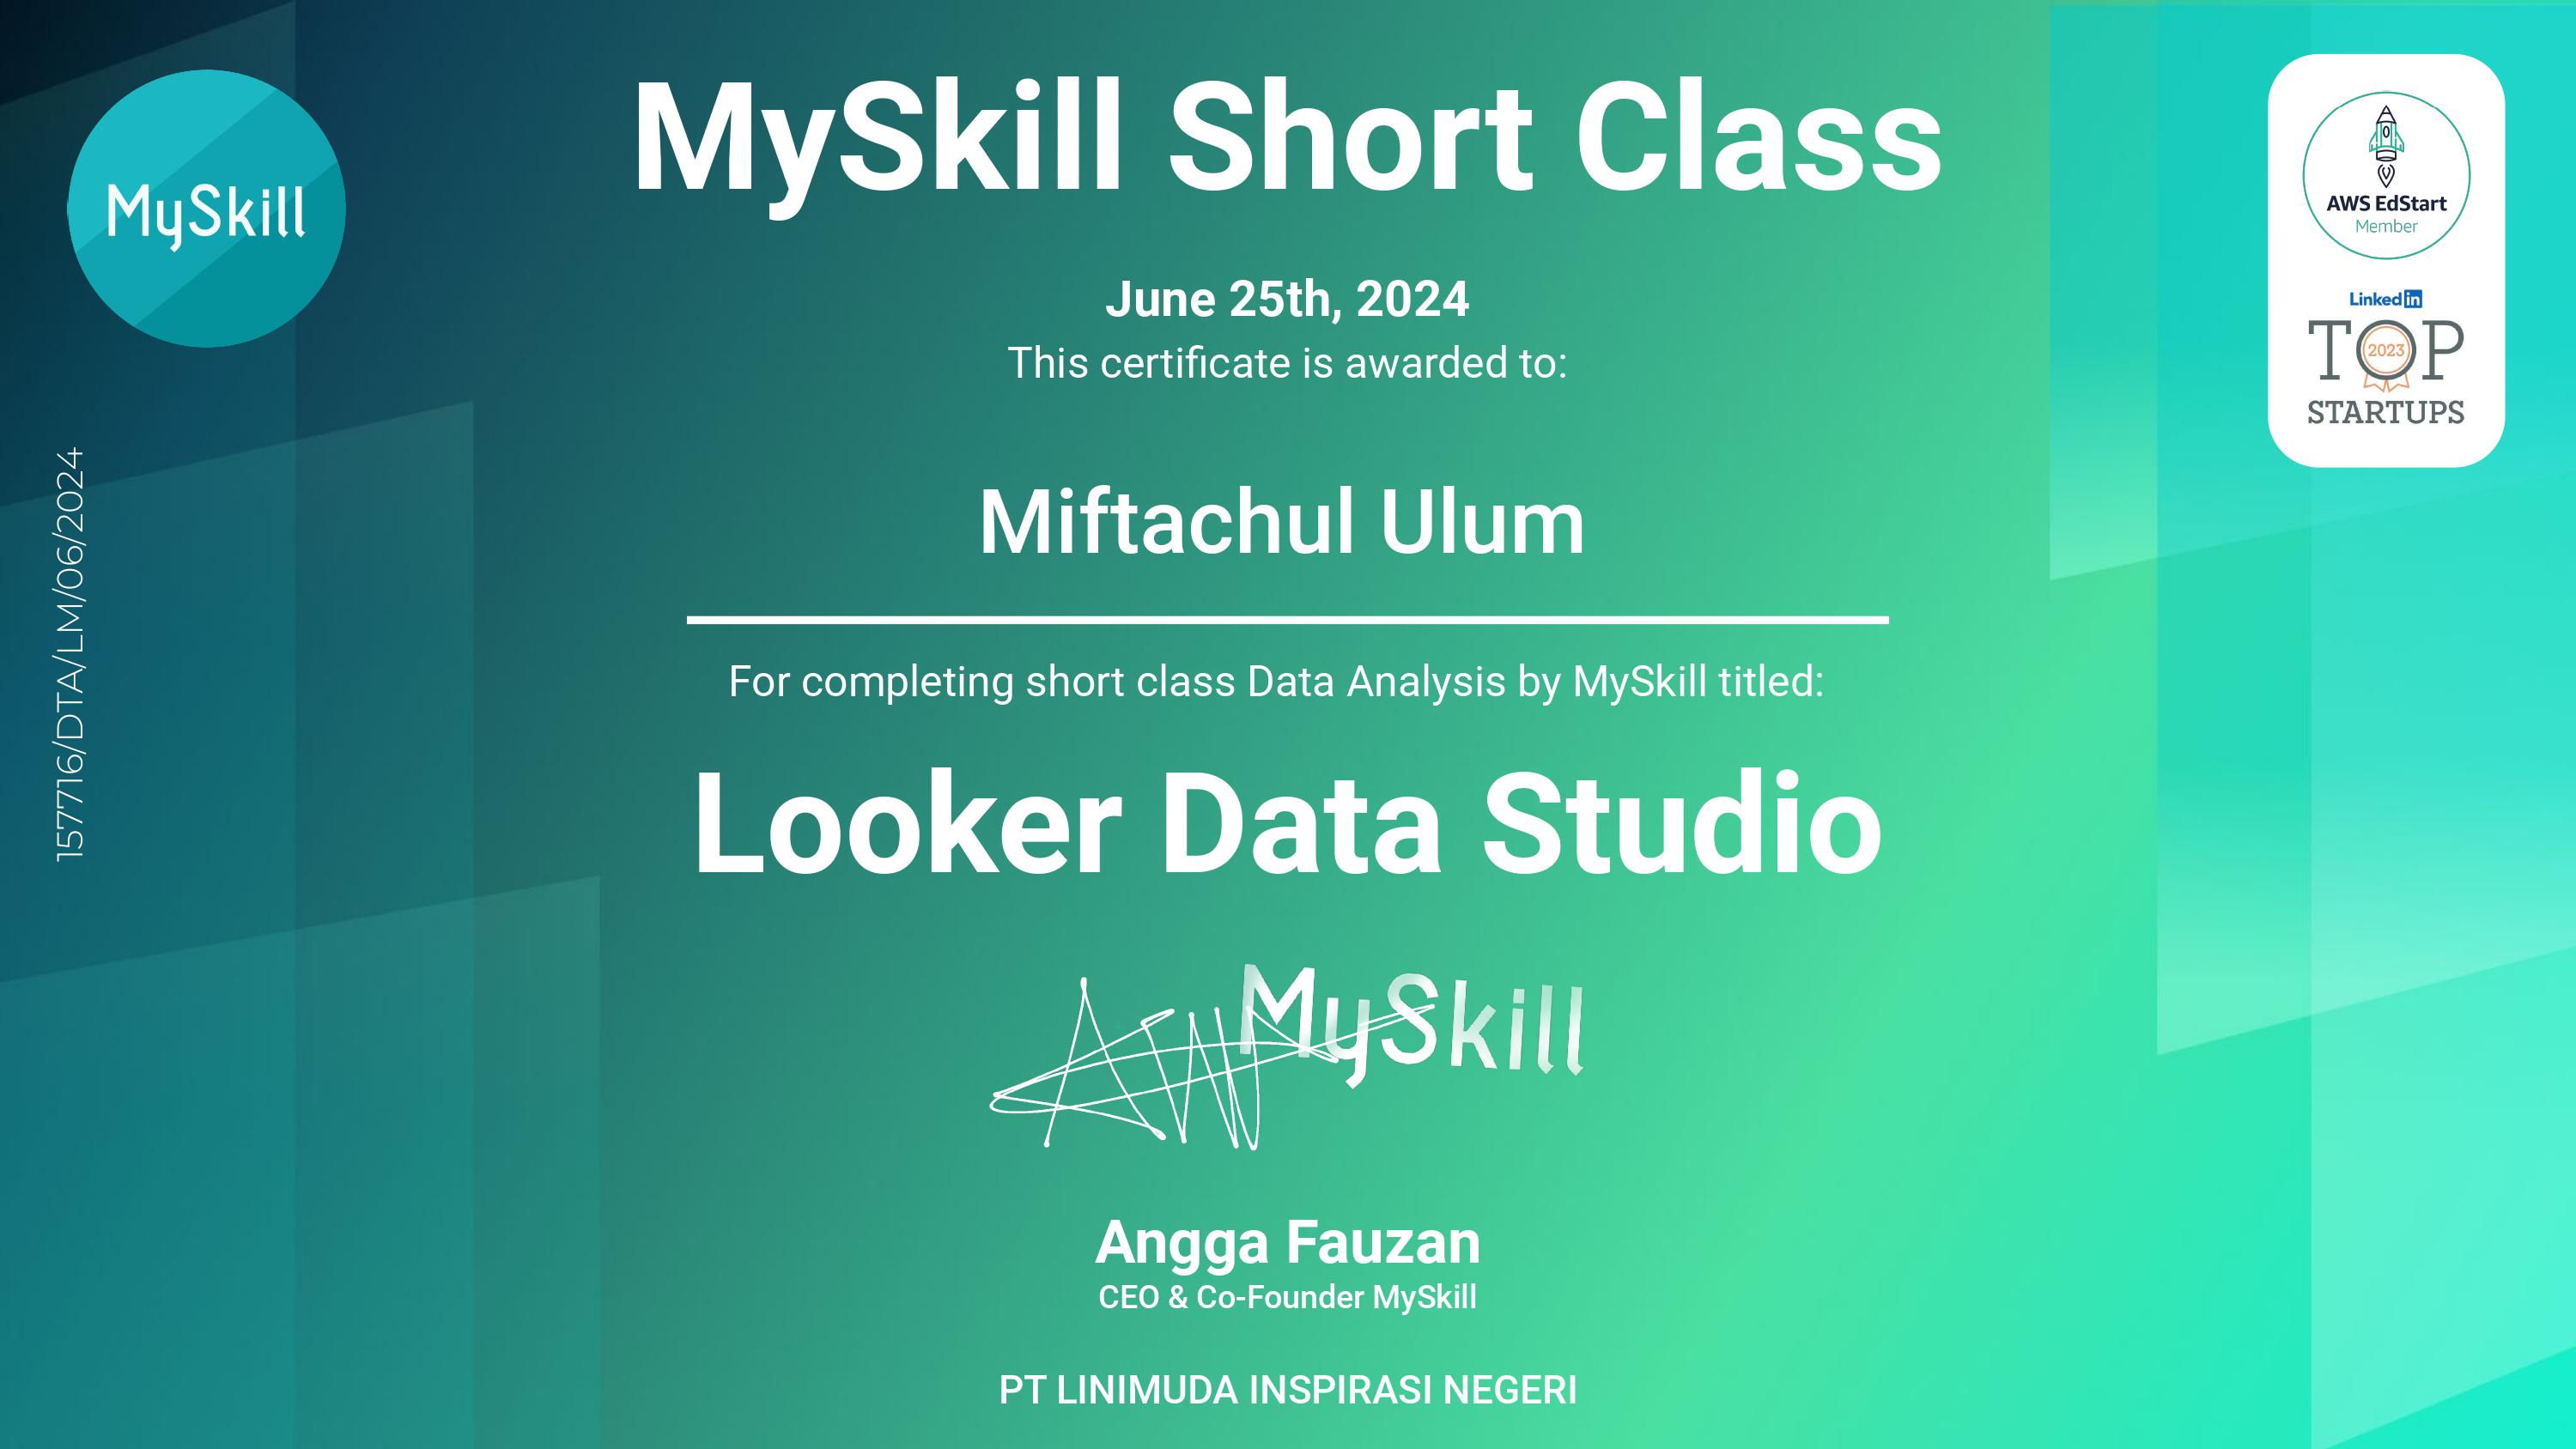 MySkill
MySkill Short Class
AWS EdStart
Member
Linked in
TOP
2023
STARTUPS
June 25th, 2024
This certificate is awarded to:
Miftachul Ulum
157716/DTA/LM/06/2024
For completing short class Data Analysis by MySkill titled:
Looker Data Studio
MySkill
Angga Fauzan
CEO & Co-Founder MySkill
PT LINIMUDA INSPIRASI NEGERI